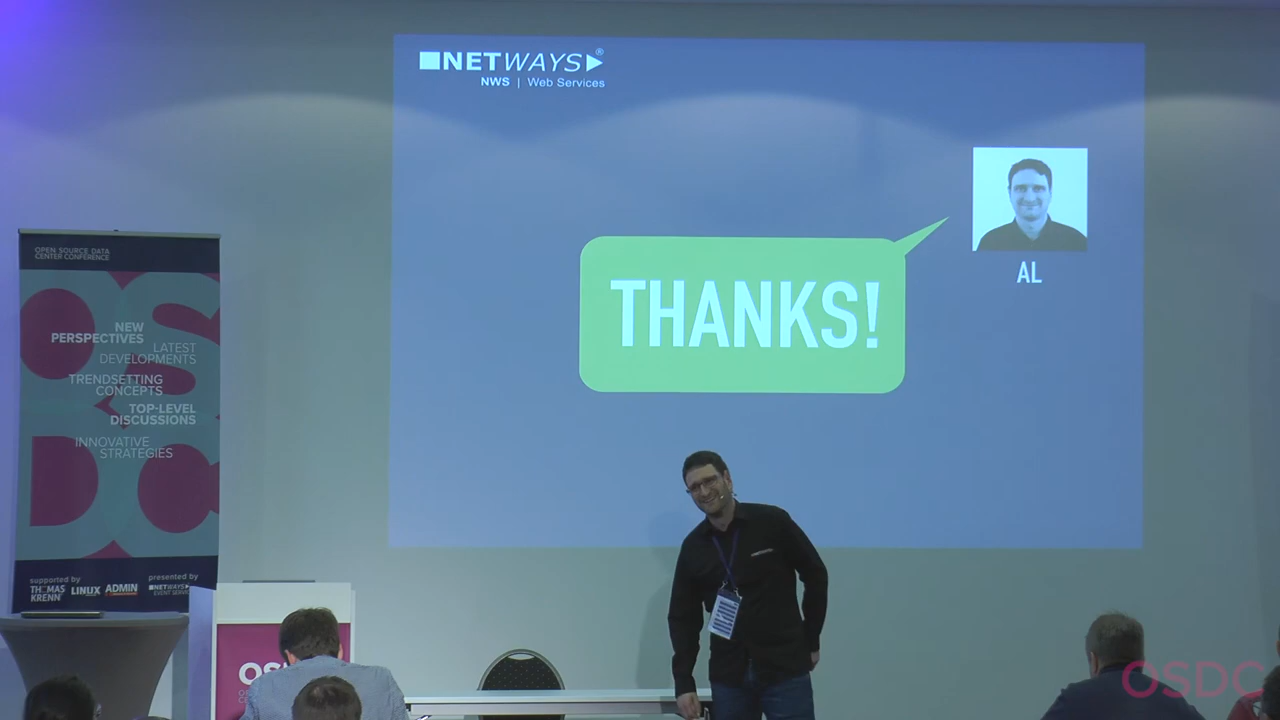 NETWAYS®
NWS | Web Services
AL
THANKS!
OPEN SOURCE DATA
CENTER CONFERENCE
NEW
PERSPECTIVES
LATEST
DEVELOPMENTS
TRENDSETTING
CONCEPTS
TOP-LEVEL
DISCUSSIONS
INNOVATIVE
STRATEGIES
supported by
THOMAS
KRENN
LINUX
ADMIN
presented by
NETWAYS
OSDC